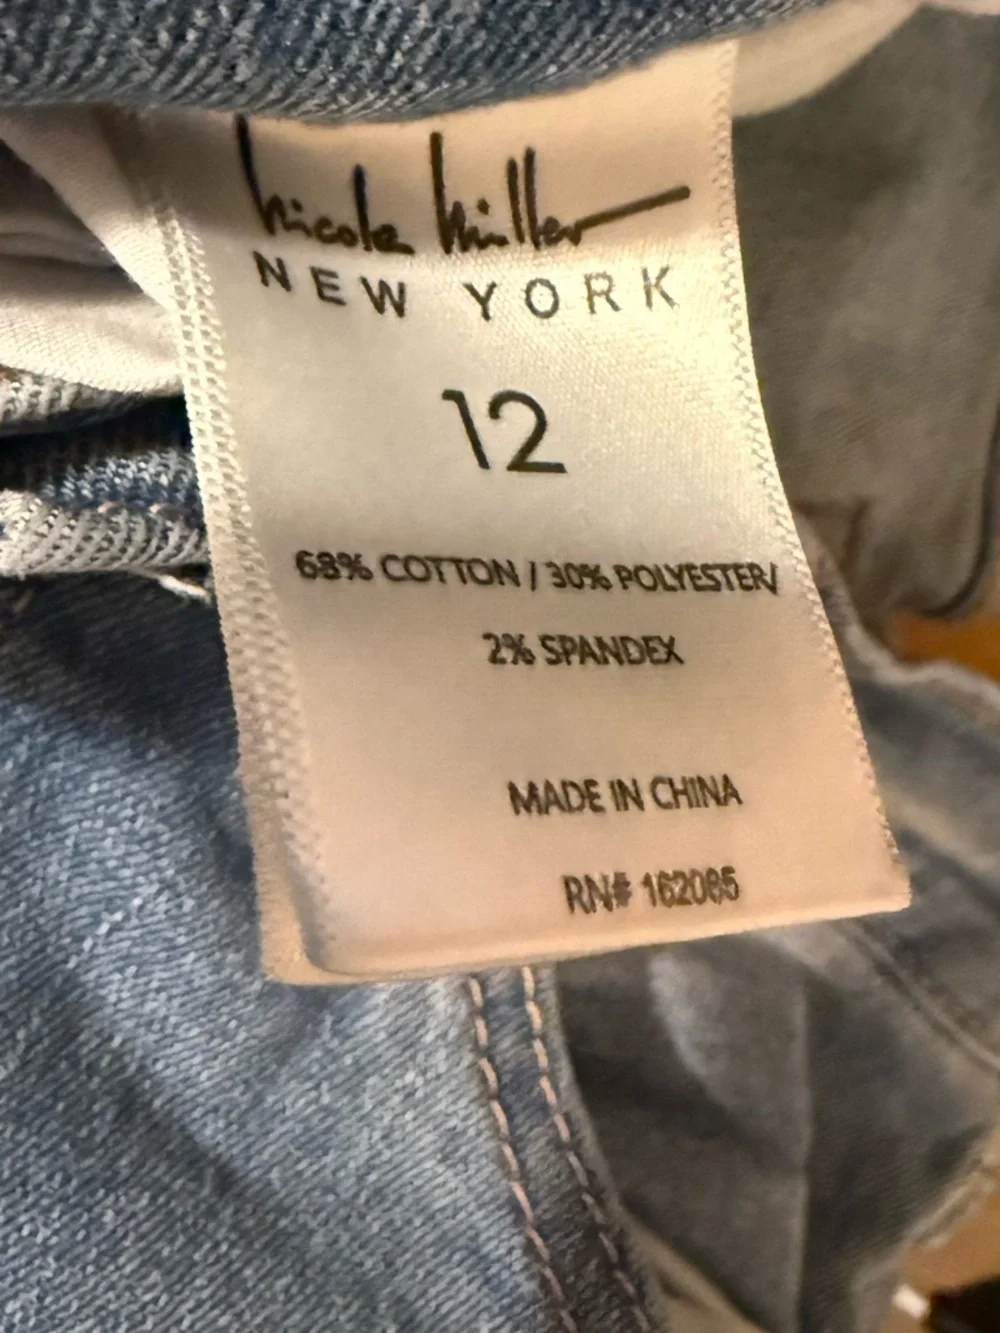 nicole miller
NEW YORK
12
68% COTTON / 30% POLYESTER/
2% SPANDEX
MADE IN CHINA
RN# 162085